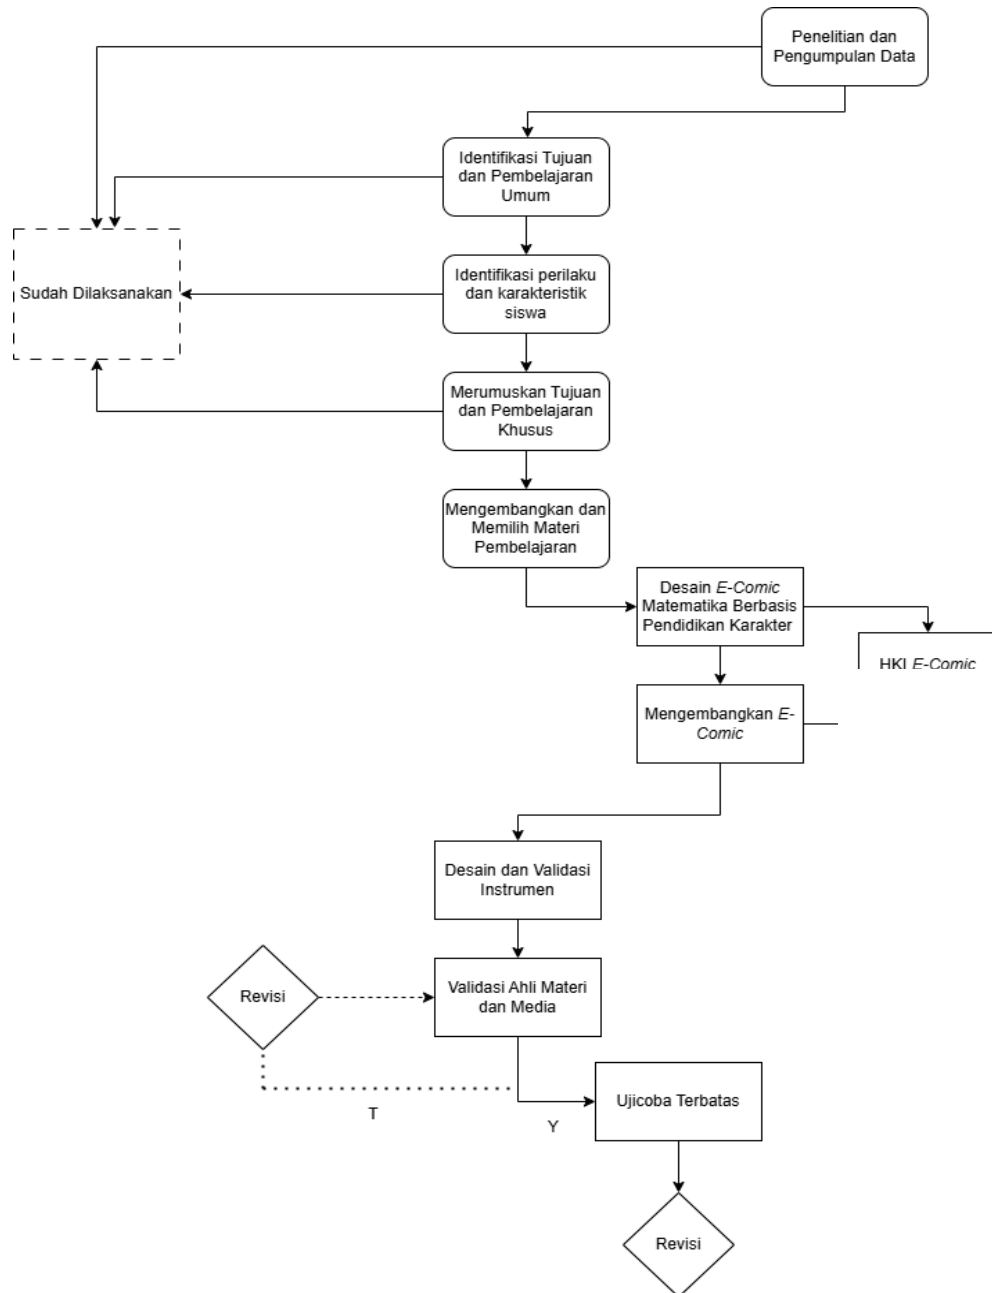 Penelitian dan
Pengumpulan Data
Identifikasi Tujuan
dan Pembelajaran
Umum
Sudah Dilaksanakan
Identifikasi perilaku
dan karakteristik
siswa
Merumuskan Tujuan
dan Pembelajaran
Khusus
Mengembangkan dan
Memilih Materi
Pembelajaran
Desain E-Comic
Matematika Berbasis
Pendidikan Karakter
HKI E-Comic
Mengembangkan E-
Comic
Desain dan Validasi
Instrumen
Revisi
Validasi Ahli Materi
dan Media
Ujicoba Terbatas
T
Y
Revisi